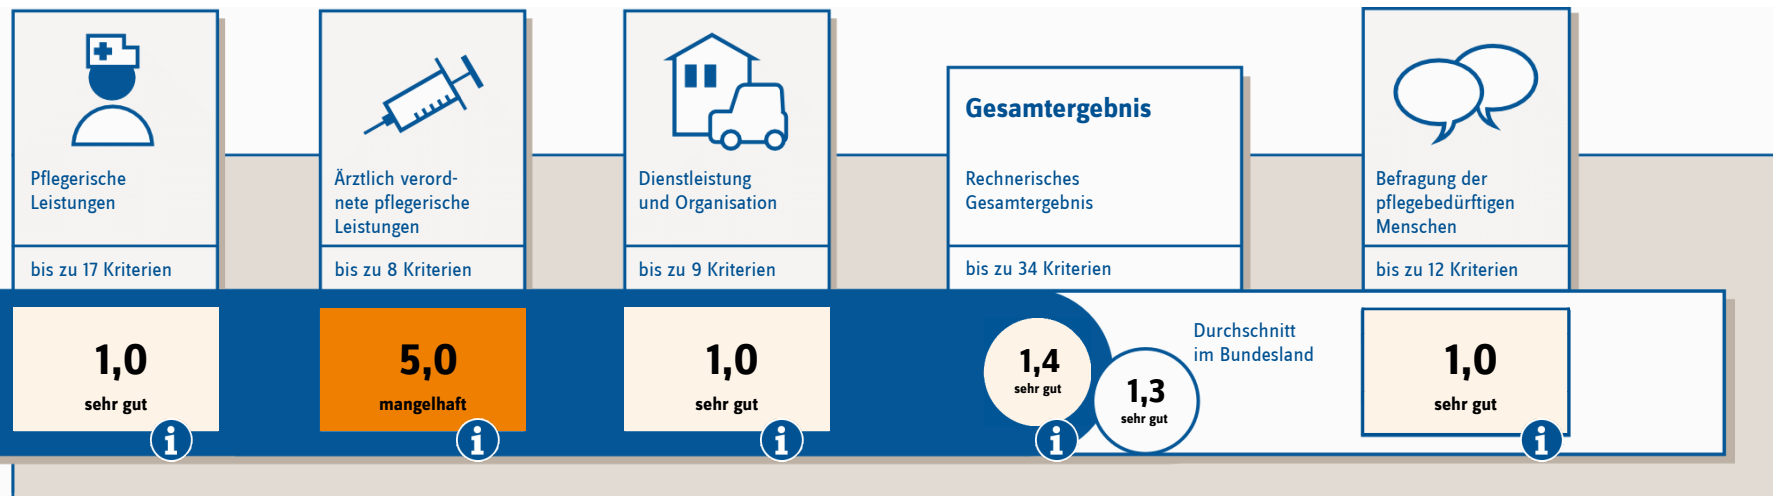 Pflegerische
Leistungen
bis zu 17 Kriterien
1,0
sehr gut
i
Ärztlich verord-
nete pflegerische
Leistungen
bis zu 8 Kriterien
5,0
mangelhaft
i
Dienstleistung
und Organisation
bis zu 9 Kriterien
1,0
sehr gut
i
Gesamtergebnis
Rechnerisches
Gesamtergebnis
bis zu 34 Kriterien
1,4
sehr gut
i
1,3
sehr gut
Durchschnitt
im Bundesland
Befragung der
pflegebedürftigen
Menschen
bis zu 12 Kriterien
1,0
sehr gut
i